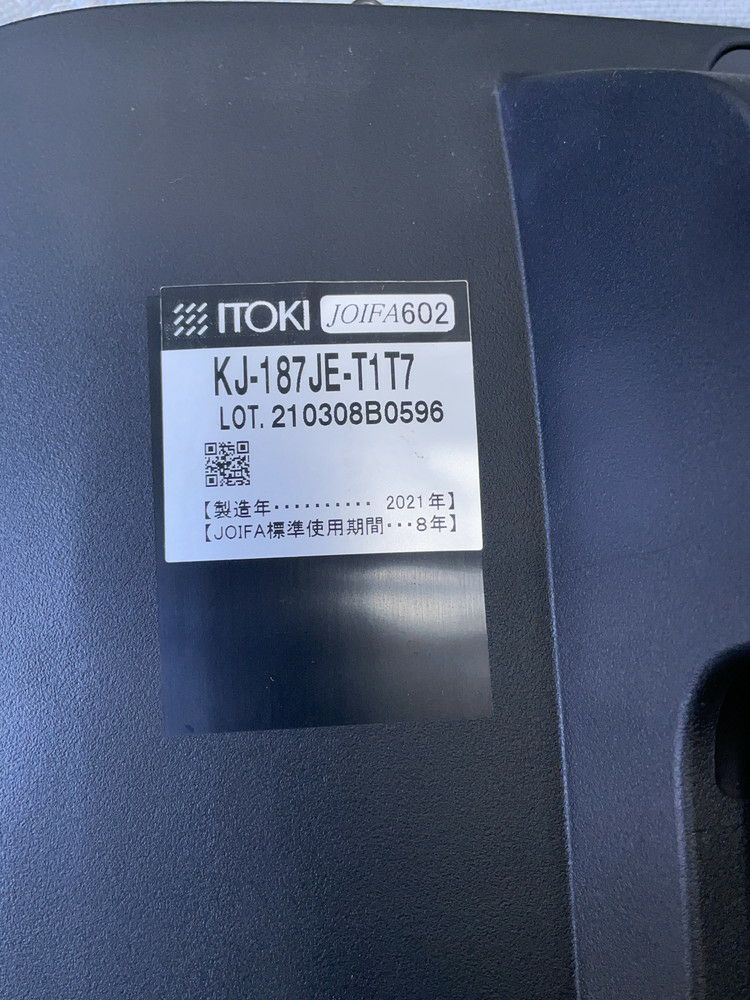 ITOKI JOIFA602
KJ-187JE-T1T7
LOT. 210308B0596
【製造年‥‥‥‥‥ 2021年】
【JOIFA標準使用期間…8年】